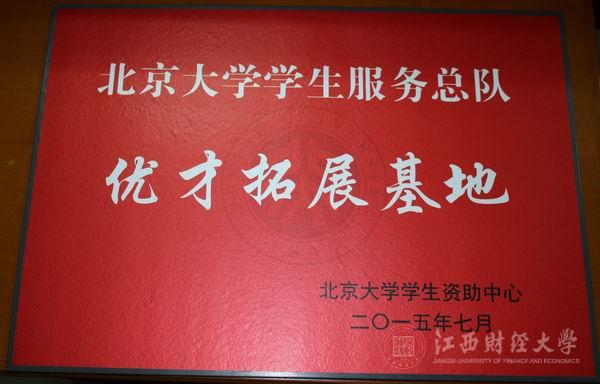 北京大学学生服务总队
优才拓展基地
北京大学学生资助中心
二〇一五年七月
江西财经大学
JIANGXI UNIVERSITY OF FINANCE AND ECONOMICS